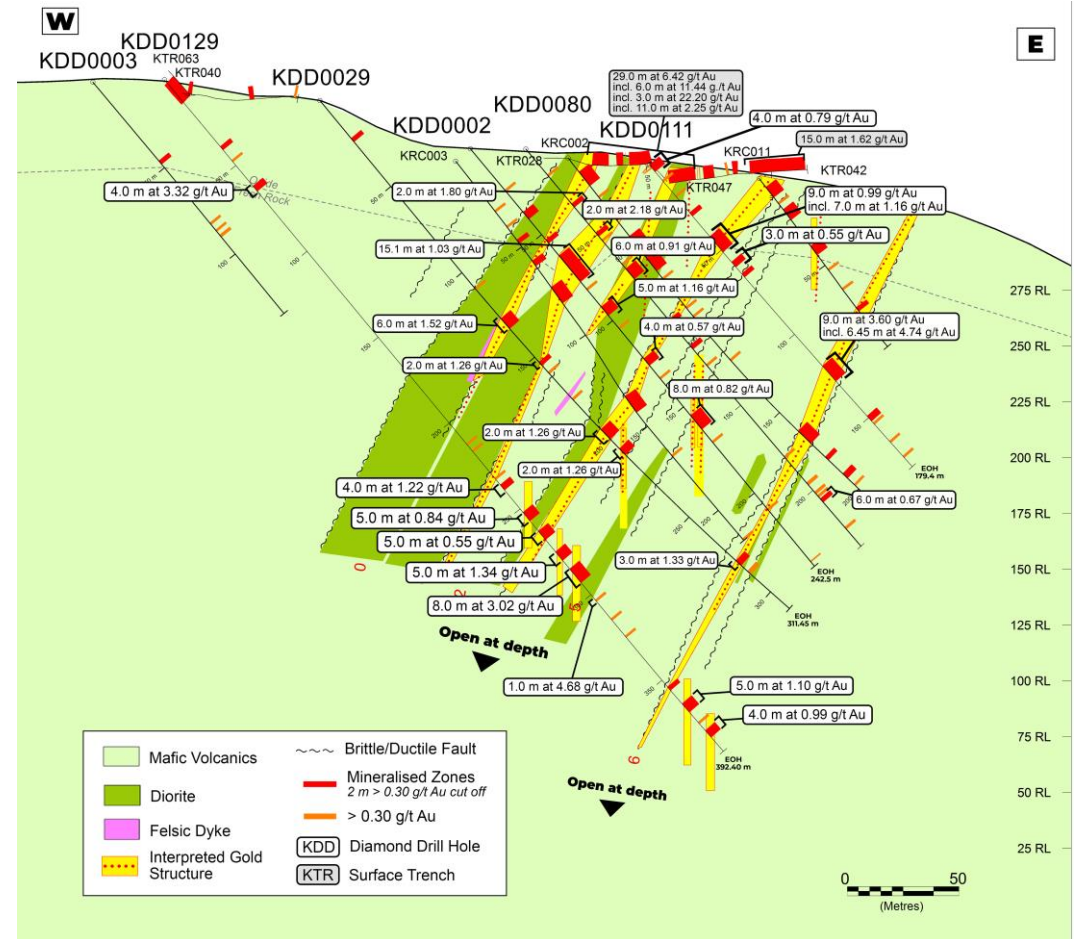 W
E
KDD0129
KDD0003
KTR063
KTR040
KDD0029
KDD0080
KDD0002
KDD0111
KRC002
KRC003
KTR028
KRC011
KTR047
KTR042
29.0 m at 6.42 g/t Au
incl. 6.0 m at 11.44 g./t Au
incl. 3.0 m at 22.20 g/t Au
incl. 11.0 m at 2.25 g/t Au
4.0 m at 0.79 g/t Au
15.0 m at 1.62 g/t Au
4.0 m at 3.32 g/t Au
2.0 m at 1.80 g/t Au
2.0 m at 2.18 g/t Au
9.0 m at 0.99 g/t Au
incl. 7.0 m at 1.16 g/t Au
3.0 m at 0.55 g/t Au
15.1 m at 1.03 g/t Au
6.0 m at 0.91 g/t Au
5.0 m at 1.16 g/t Au
6.0 m at 1.52 g/t Au
4.0 m at 0.57 g/t Au
9.0 m at 3.60 g/t Au
incl. 6.45 m at 4.74 g/t Au
2.0 m at 1.26 g/t Au
8.0 m at 0.82 g/t Au
2.0 m at 1.26 g/t Au
2.0 m at 1.26 g/t Au
4.0 m at 1.22 g/t Au
6.0 m at 0.67 g/t Au
5.0 m at 0.84 g/t Au
5.0 m at 0.55 g/t Au
5.0 m at 1.34 g/t Au
3.0 m at 1.33 g/t Au
8.0 m at 3.02 g/t Au
1.0 m at 4.68 g/t Au
5.0 m at 1.10 g/t Au
4.0 m at 0.99 g/t Au
275 RL
250 RL
225 RL
200 RL
175 RL
150 RL
125 RL
100 RL
75 RL
50 RL
25 RL
EOH
179.4 m
EOH
242.5 m
EOH
311.45 m
EOH
392.40 m
0
2
5
6
Open at depth
Open at depth
Mafic Volcanics
Diorite
Felsic Dyke
Interpreted Gold
Structure
Brittle/Ductile Fault
Mineralised Zones
2 m > 0.30 g/t Au cut off
> 0.30 g/t Au
KDD Diamond Drill Hole
KTR Surface Trench
0 50
(Metres)